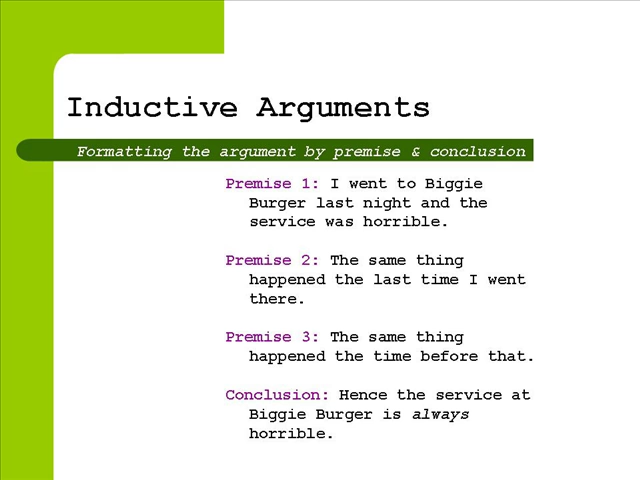 Inductive Arguments
Formatting the argument by premise & conclusion
Premise 1: I went to Biggie
Burger last night and the
service was horrible.
Premise 2: The same thing
happened the last time I went
there.
Premise 3: The same thing
happened the time before that.
Conclusion: Hence the service at
Biggie Burger is always
horrible.